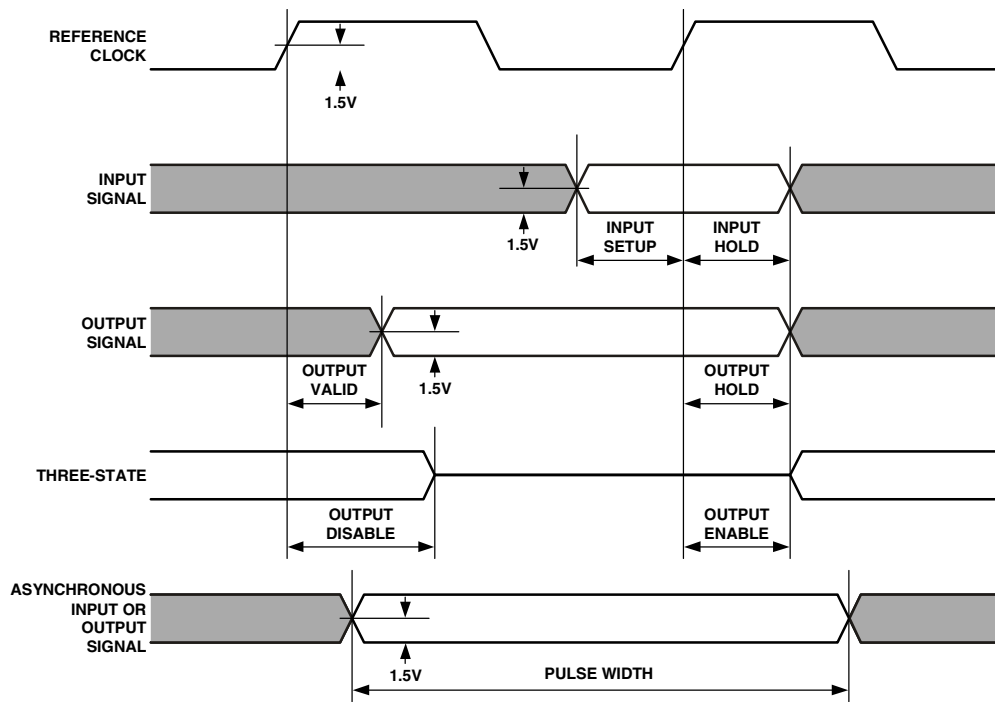 REFERENCE
CLOCK
1.5V
INPUT
SIGNAL
1.5V
INPUT
SETUP
INPUT
HOLD
OUTPUT
SIGNAL
OUTPUT
VALID
1.5V
OUTPUT
HOLD
THREE-STATE
OUTPUT
DISABLE
OUTPUT
ENABLE
ASYNCHRONOUS
INPUT OR
OUTPUT
SIGNAL
1.5V
PULSE WIDTH